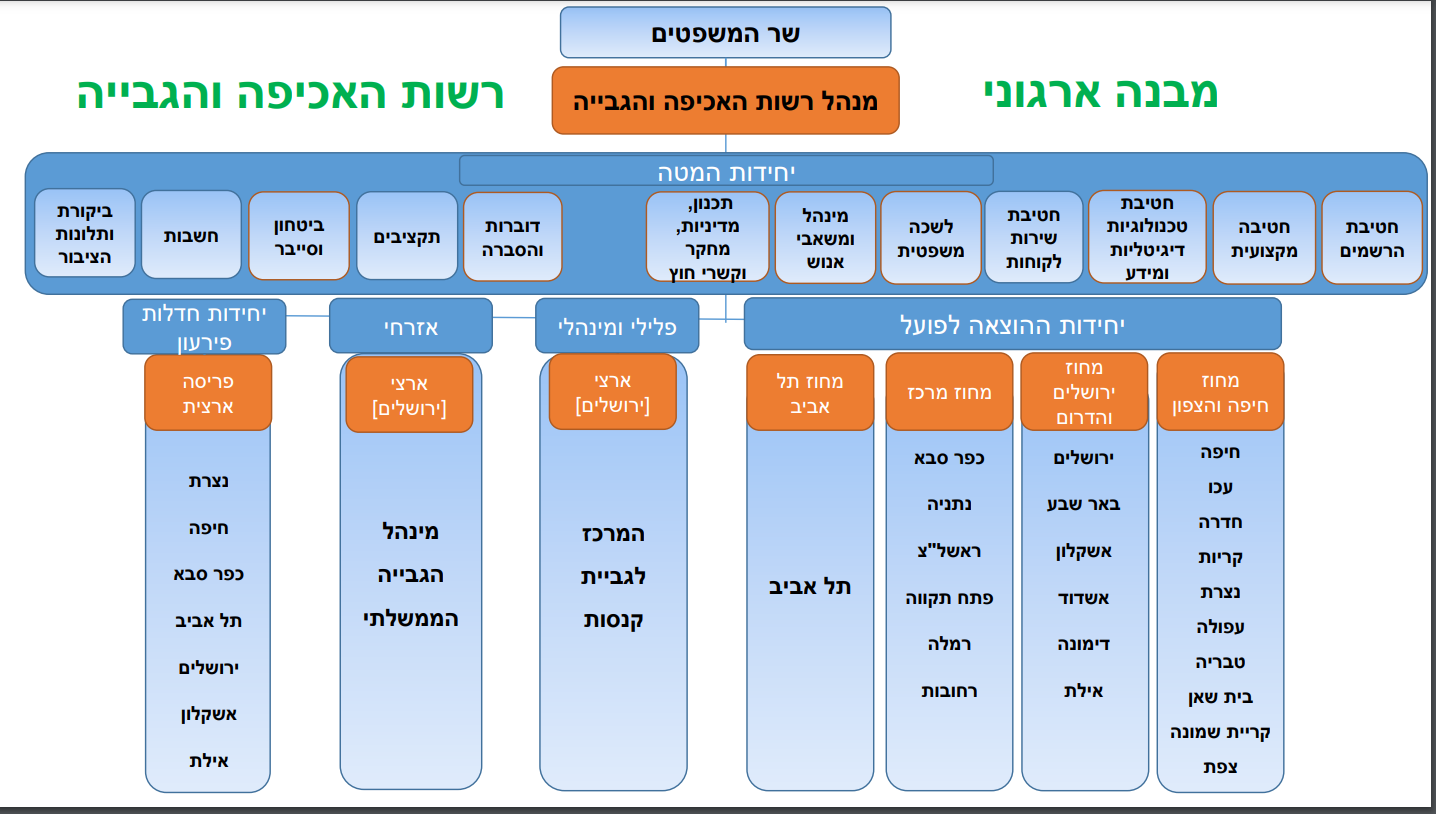 שר המשפטים
מבנה ארגוני
מנהל רשות האכיפה והגבייה
רשות האכיפה והגבייה
יחידות המטה
חטיבת
הרשמים
חטיבה
מקצועית
חטיבת
טכנולוגיות
דיגיטליות
ומידע
חטיבת
שירות
לקוחות
לשכה
משפטית
מינהל
ומשאבי
אנוש
תכנון,
מדיניות,
מחקר
וקשרי חוץ
דוברות
והסברה
תקציבים
ביטחון
וסייבר
חשבות
ביקורת
ותלונות
הציבור
יחידות ההוצאה לפועל
מחוז
חיפה והצפון
חיפה
עכו
חדרה
קריות
נצרת
עפולה
טבריה
בית שאן
קריית שמונה
צפת
מחוז
ירושלים
והדרום
ירושלים
באר שבע
אשקלון
אשדוד
דימונה
אילת
מחוז מרכז
כפר סבא
נתניה
ראשל"צ
פתח תקווה
רמלה
רחובות
מחוז תל
אביב
תל אביב
פלילי ומינהלי
ארצי
[ירושלים]
המרכז
לגביית
קנסות
אזרחי
ארצי
[ירושלים]
מינהל
הגבייה
הממשלתי
יחידות חדלות
פירעון
פריסה
ארצית
נצרת
חיפה
כפר סבא
תל אביב
ירושלים
אשקלון
אילת